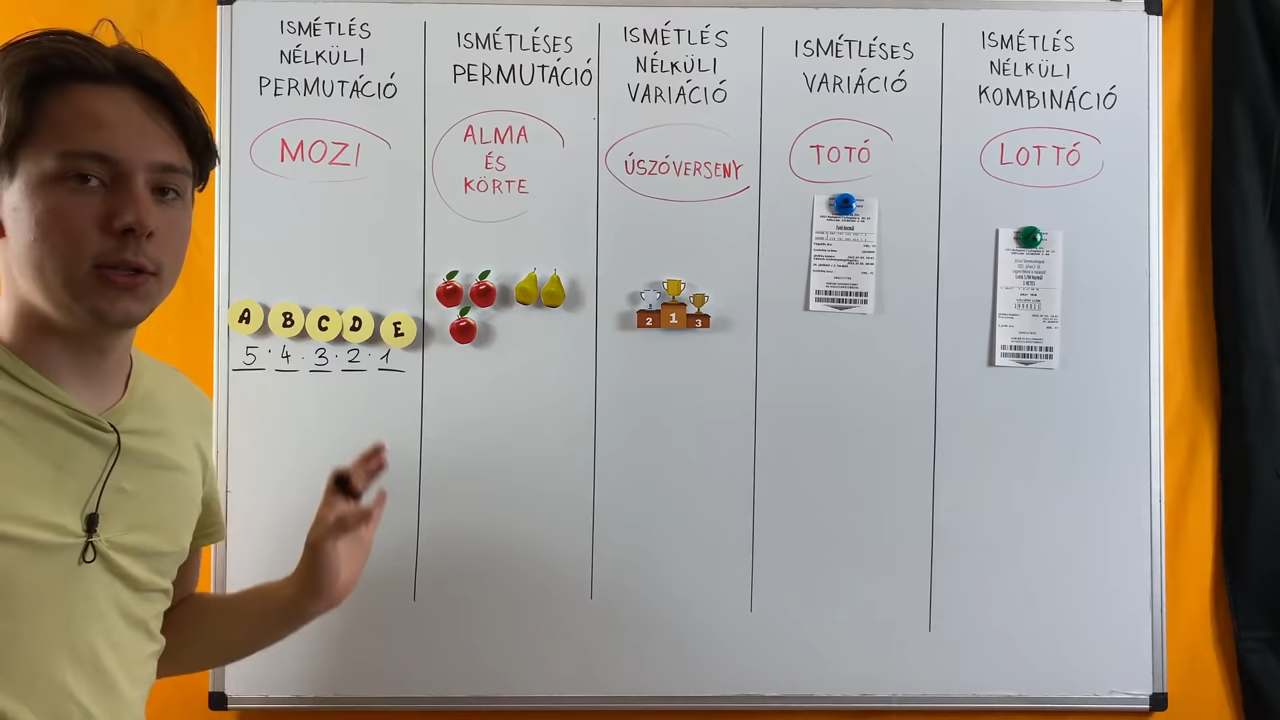 ISMÉTLÉS
NÉLKÜLI
PERMUTÁCIÓ
MOZI
A B C D E
5 · 4 · 3 · 2 · 1
ISMÉTLÉSES
PERMUTÁCIÓ
ALMA
ÉS
KÖRTE
ISMÉTLÉS
NÉLKÜLI
VARIÁCIÓ
ÚSZÓVERSENY
2 1 3
ISMÉTLÉSES
VARIÁCIÓ
TOTÓ
ISMÉTLÉS
NÉLKÜLI
KOMBINÁCIÓ
LOTTÓ